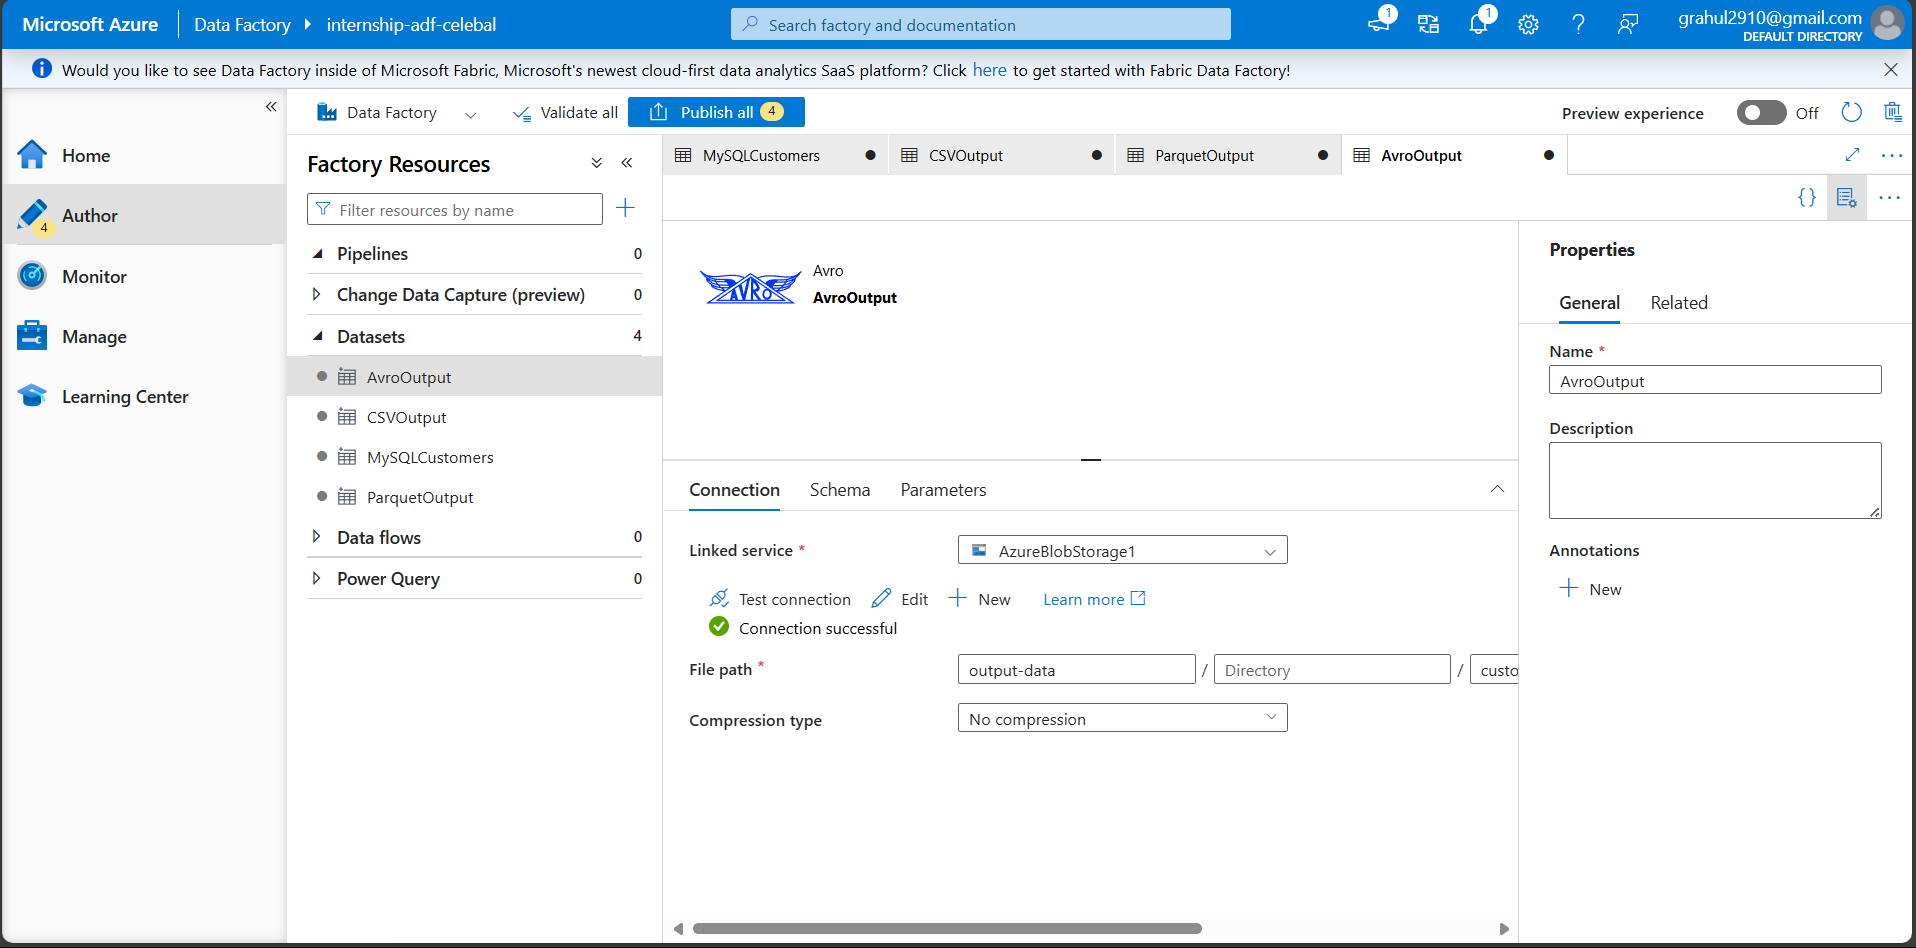 Microsoft Azure Data Factory internship-adf-celebal Search factory and documentation 1 1 grahul2910@gmail.com
DEFAULT DIRECTORY
Would you like to see Data Factory inside of Microsoft Fabric, Microsoft's newest cloud-first data analytics SaaS platform? Click here to get started with Fabric Data Factory!
Home
Author
4
Monitor
Manage
Learning Center
Data Factory Validate all Publish all 4 Preview experience Off
Factory Resources
Filter resources by name
Pipelines 0
Change Data Capture (preview) 0
Datasets 4
AvroOutput
CSVOutput
MySQLCustomers
ParquetOutput
Data flows 0
Power Query 0
MySQLCustomers CSVOutput ParquetOutput AvroOutput
{}
AVRO
Avro
AvroOutput
Connection Schema Parameters
Linked service * AzureBlobStorage1
Test connection Edit New Learn more
Connection successful
File path * output-data / Directory / custo
Compression type No compression
Properties
General Related
Name *
AvroOutput
Description
Annotations
New